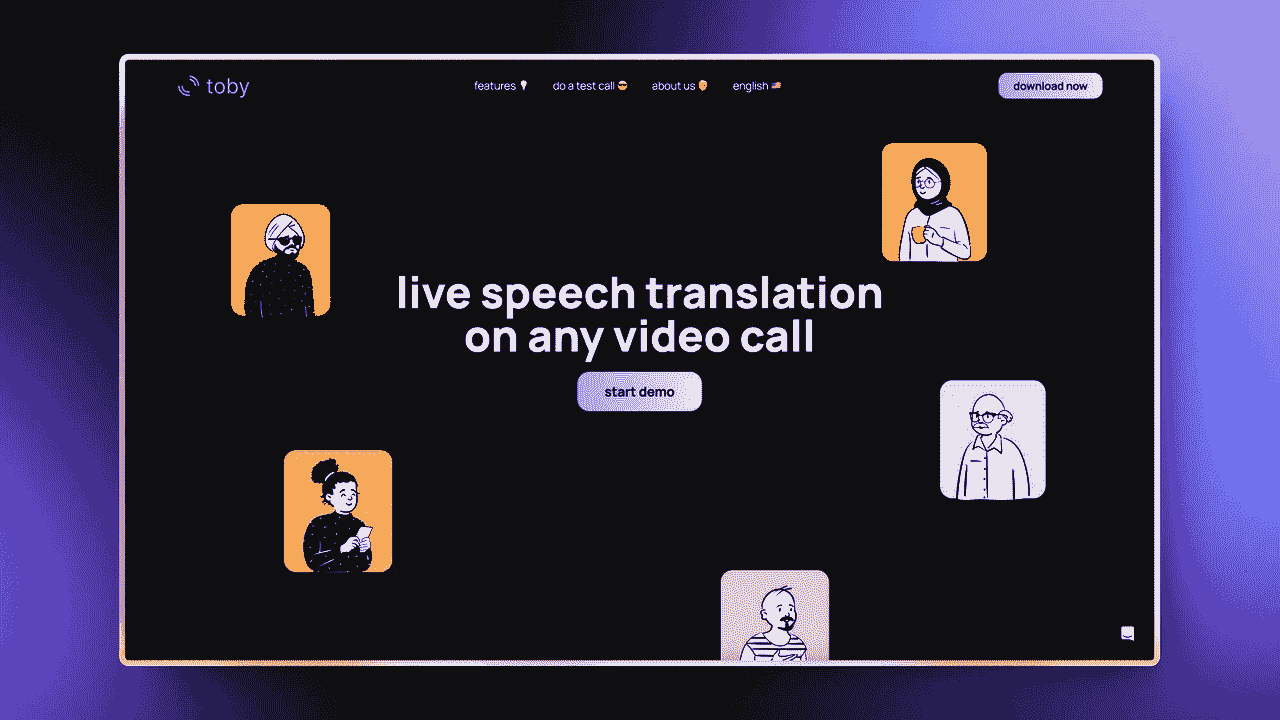 toby
features 💡
do a test call 😎
about us
english 🇺🇸
download now
live speech translation
on any video call
start demo